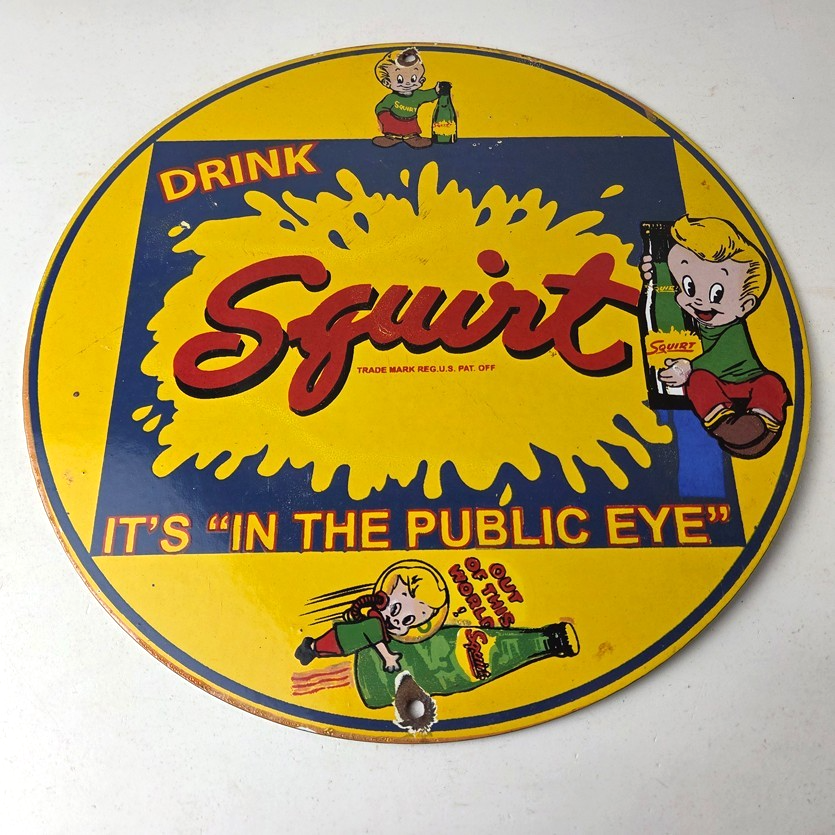 SQUIRT
DRINK
Squirt
TRADE MARK REG.U.S. PAT. OFF
SQUIRT
IT'S “IN THE PUBLIC EYE”
OUT
OF THIS
WORLD!
Squirt